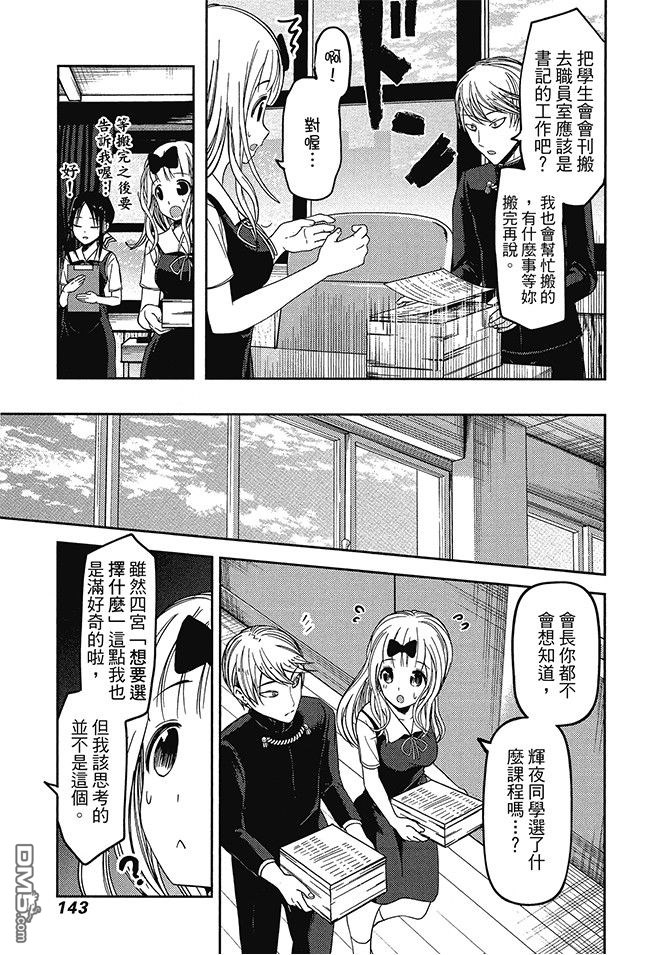 把學生會會刊搬
去職員室應該是
書記的工作吧？
我也會幫忙搬的
，有什麼事等妳
搬完再說。
啊！
對喔…
等搬完之後要
告訴我喔…
好！
會長你都不
會想知道，
輝夜同學選了什
麼課程嗎…？
雖然四宮「想要選
擇什麼」這點我也
是滿好奇的啦，
但我該思考的
並不是這個。
143
DM5.com